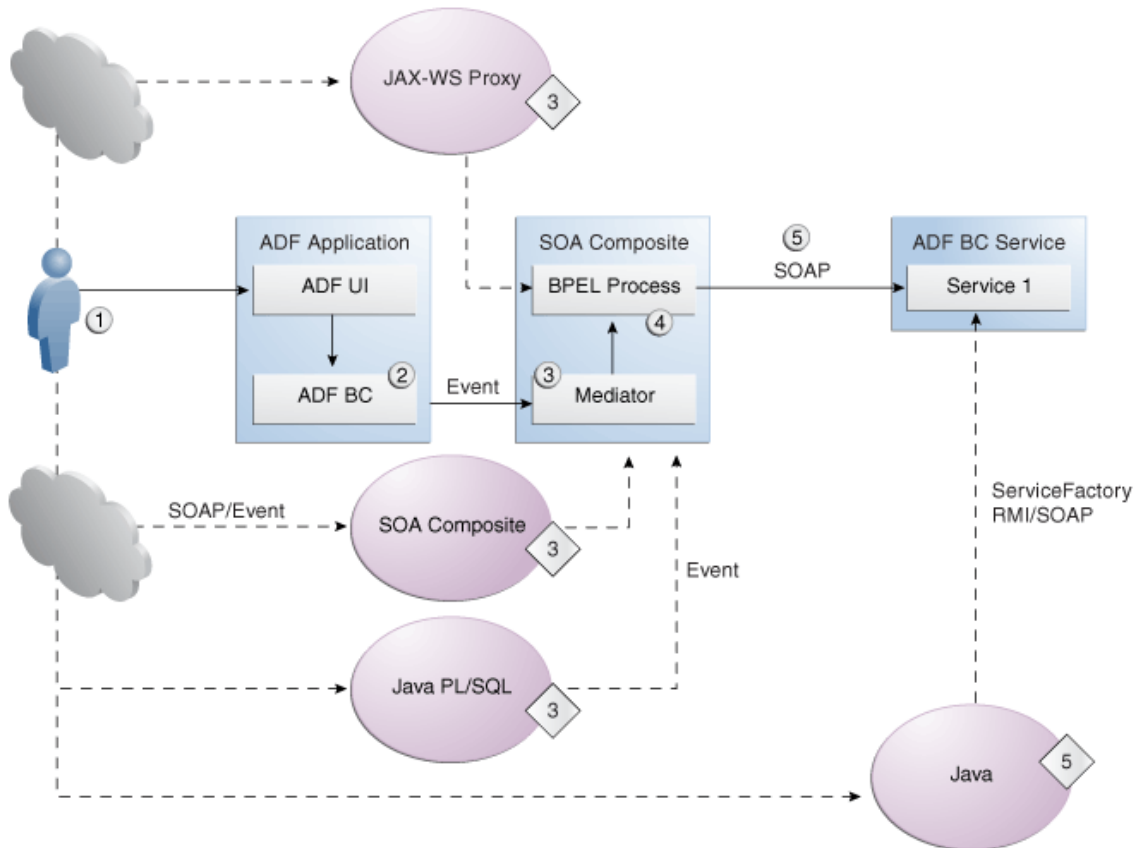 JAX-WS Proxy
3
ADF Application
SOA Composite
5
SOAP
ADF BC Service
ADF UI
BPEL Process
Service 1
1
4
2
ADF BC
Event
3
Mediator
SOAP/Event
SOA Composite
3
ServiceFactory
RMI/SOAP
Event
Java PL/SQL
3
Java
5